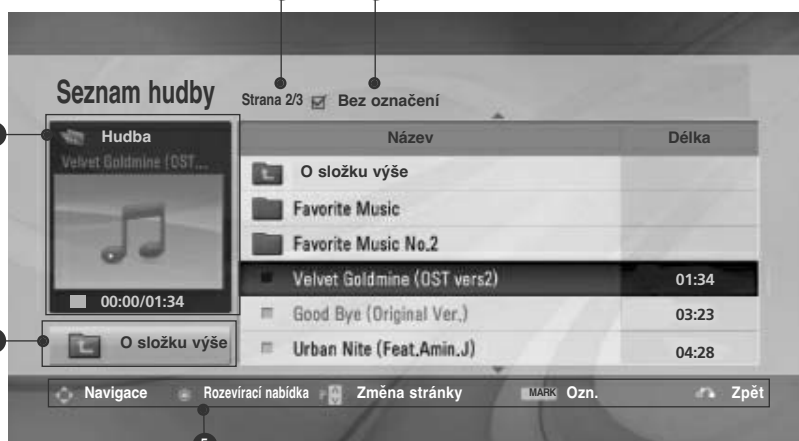 Seznam hudby Strana 2/3 Bez označení
Hudba Název Délka
Velvet Goldmine (OST...
O složku výše
Favorite Music
Favorite Music No.2
Velvet Goldmine (OST vers2) 01:34
00:00/01:34
Good Bye (Original Ver.) 03:23
O složku výše
Urban Nite (Feat.Amin.J) 04:28
Navigace Rozevírací nabídka P Změna stránky MARK Ozn. Zpět
5